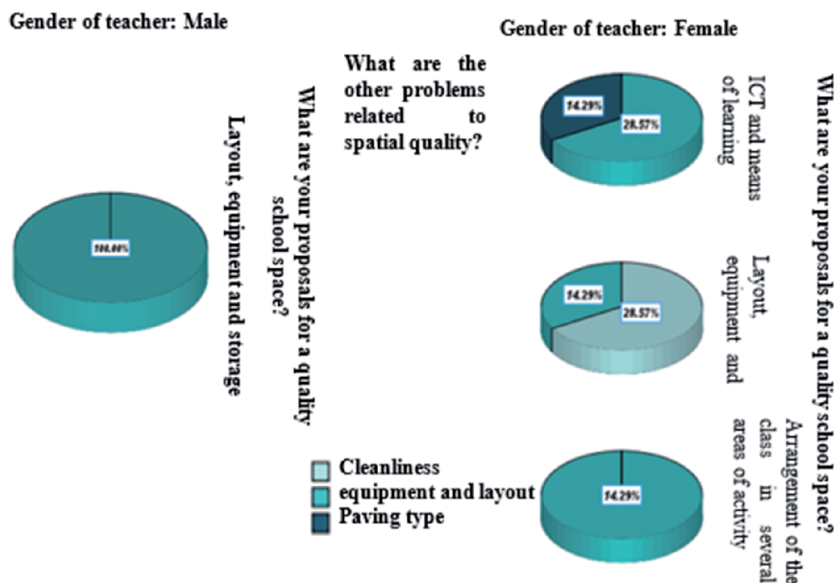 Gender of teacher: Male
100.00%
Layout, equipment and storage
What are your proposals for a quality
school space?
What are the
other problems
related to
spatial quality?
Cleanliness
equipment and layout
Paving type
Gender of teacher: Female
14.29%
28.57%
ICT and means
of learning
14.29%
28.57%
Layout,
equipment and
14.29%
Arrangement of the
class in several
areas of activity
What are your proposals for a quality school space?